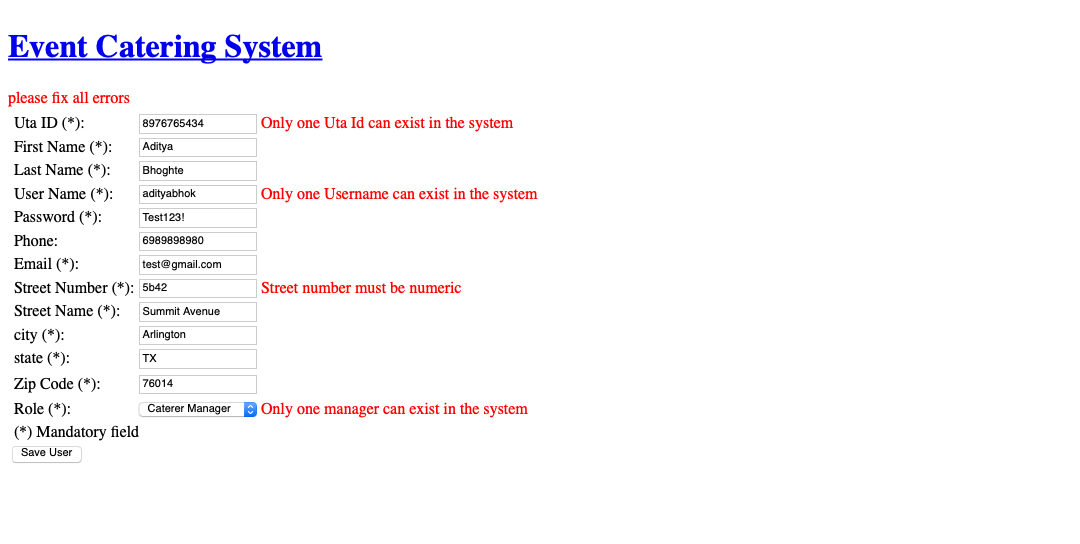 Event Catering System
please fix all errors
Uta ID (*): 8976765434 Only one Uta Id can exist in the system
First Name (*): Aditya
Last Name (*): Bhoghte
User Name (*): adityabhok Only one Username can exist in the system
Password (*): Test123!
Phone: 6989898980
Email (*): test@gmail.com
Street Number (*): 5b42 Street number must be numeric
Street Name (*): Summit Avenue
city (*): Arlington
state (*): TX
Zip Code (*): 76014
Role (*): Caterer Manager Only one manager can exist in the system
(*) Mandatory field
Save User